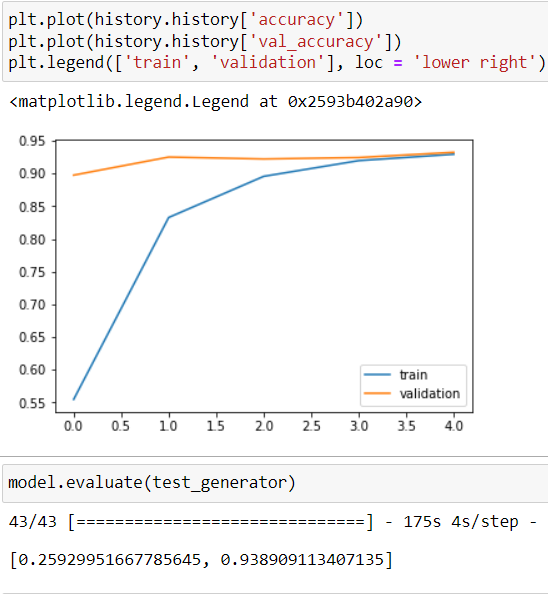 plt.plot(history.history['accuracy'])
plt.plot(history.history['val_accuracy'])
plt.legend(['train', 'validation'], loc = 'lower right')
<matplotlib.legend.Legend at 0x2593b402a90>
0.95
0.90
0.85
0.80
0.75
0.70
0.65
0.60
0.55
train
validation
0.0 0.5 1.0 1.5 2.0 2.5 3.0 3.5 4.0
model.evaluate(test_generator)
43/43 [==============================] - 175s 4s/step -
[0.25929951667785645, 0.938909113407135]